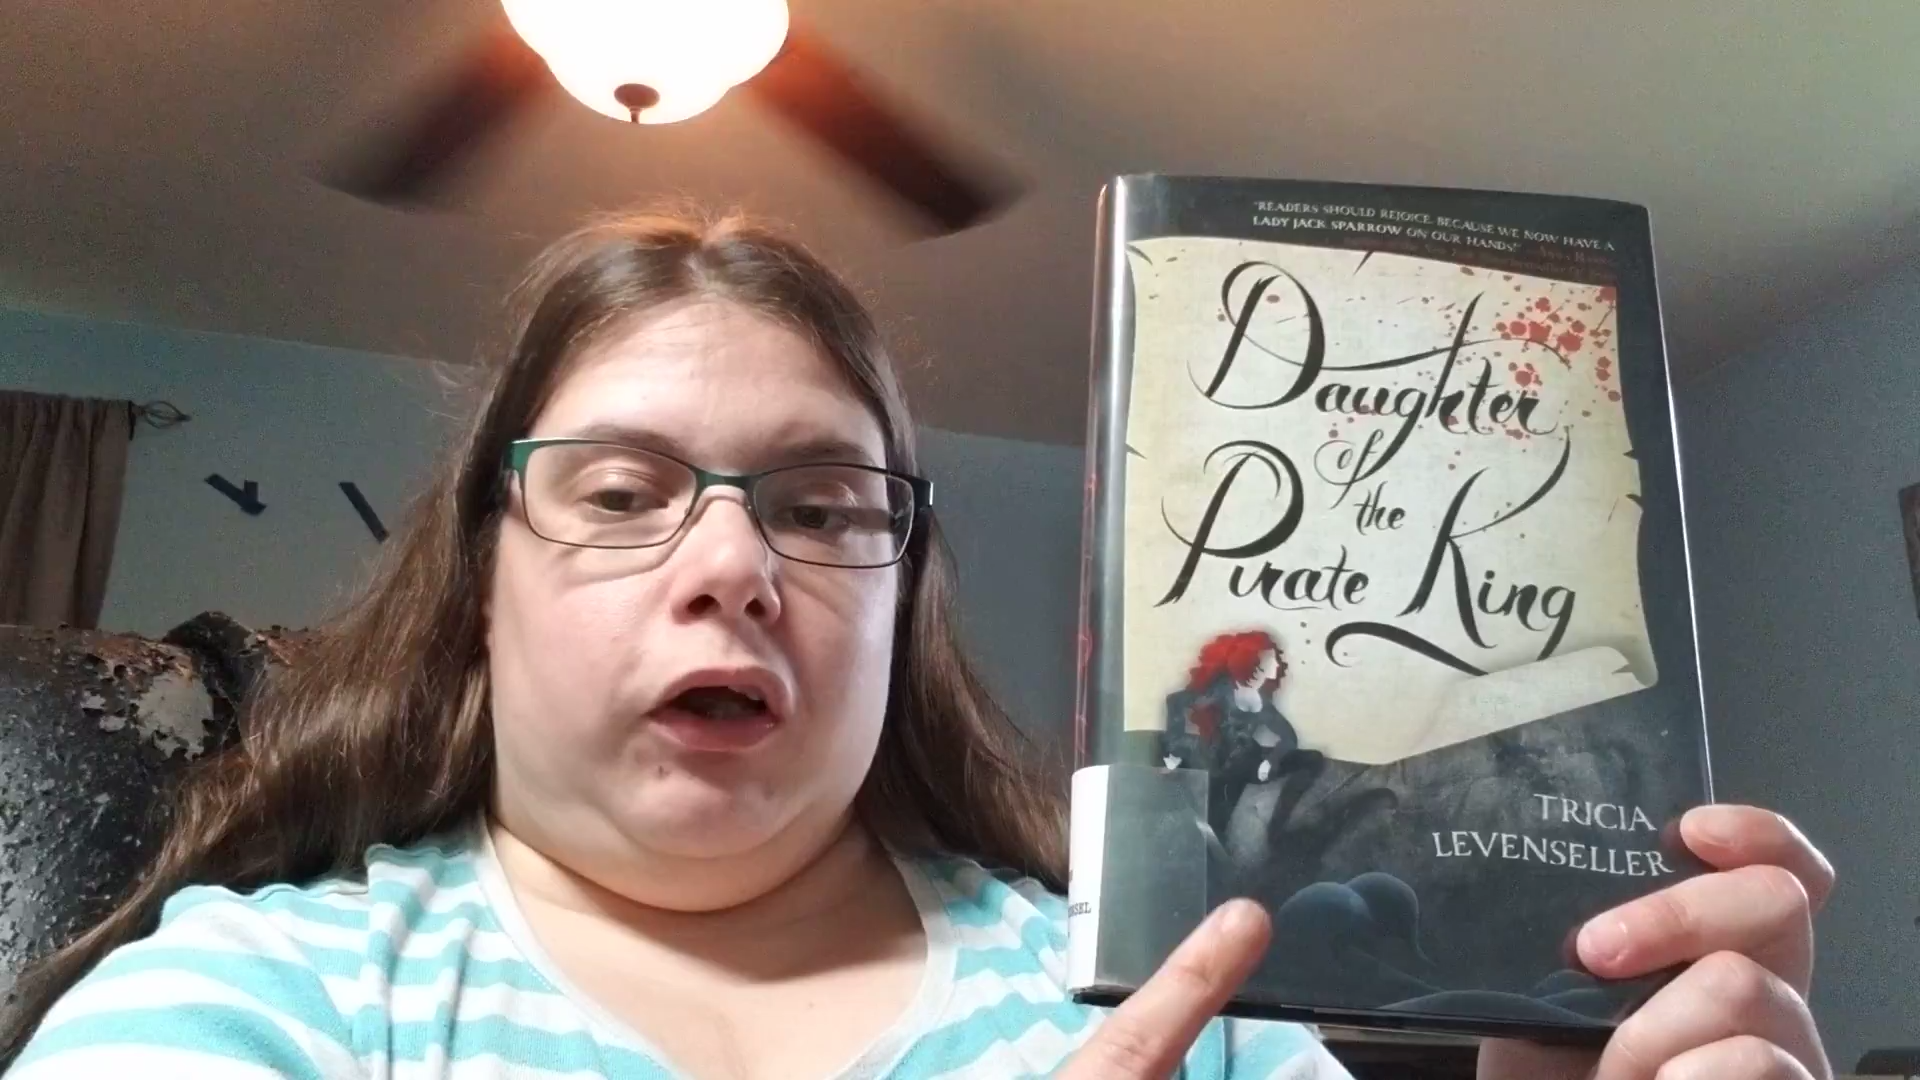 "READERS SHOULD REJOICE, BECAUSE WE NOW HAVE A
LADY JACK SPARROW ON OUR HANDS!"
Daughter
of
the
Pirate King
TRICIA
LEVENSELLER